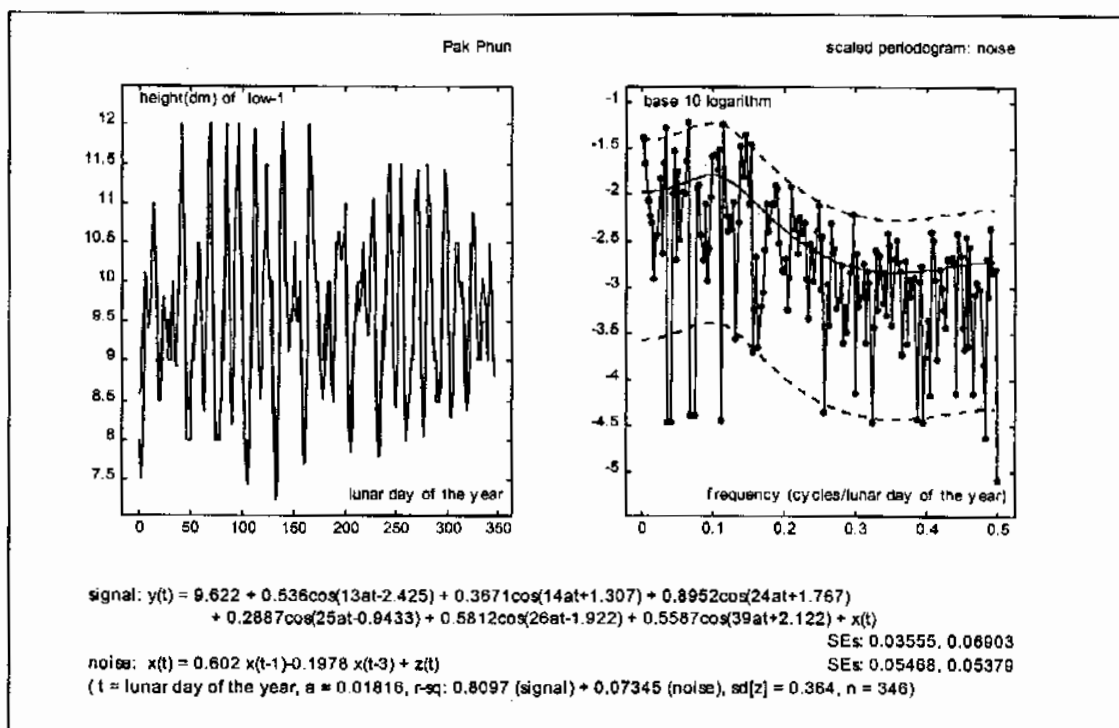 Pak Phun
scaled periodogram: noise
height(dm) of low-1
12
11.5
11
10.5
10
9.5
9
8.5
8
7.5
lunar day of the year
0 50 100 150 200 250 300 350
-1
base 10 logarithm
-1.5
-2
-2.5
-3
-3.5
-4
-4.5
-5
frequency (cycles/lunar day of the year)
0 0.1 0.2 0.3 0.4 0.5
signal: y(t) = 9.622 + 0.536cos(13at-2.425) + 0.3671cos(14at+1.307) + 0.8952cos(24at+1.767)
+ 0.2887cos(25at-0.9433) + 0.5812cos(26at-1.922) + 0.5587cos(39at+2.122) + x(t)
SEs: 0.03555, 0.06903
noise: x(t) = 0.602 x(t-1)-0.1978 x(t-3) + z(t)
SEs: 0.05468, 0.05379
( t = lunar day of the year, a = 0.01816, r-sq: 0.8097 (signal) + 0.07345 (noise), sd[z] = 0.364, n = 346)